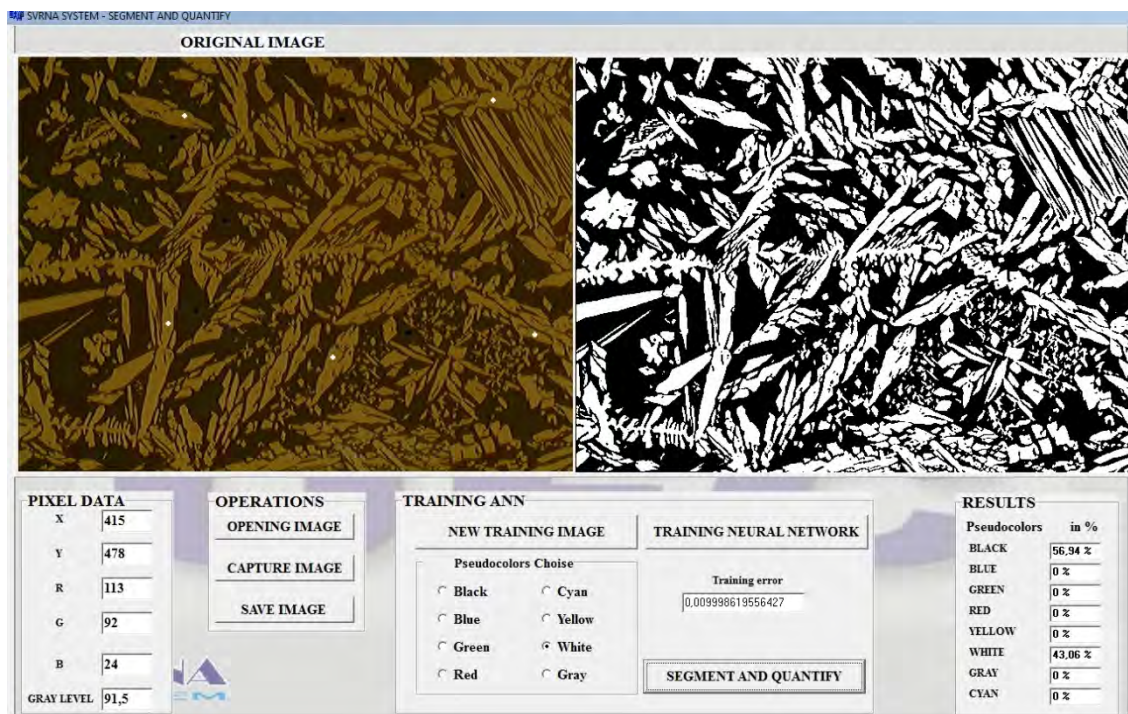 SVRNA SYSTEM - SEGMENT AND QUANTIFY
ORIGINAL IMAGE
PIXEL DATA
X 415
Y 478
R 113
G 92
B 24
GRAY LEVEL 91,5
OPERATIONS
OPENING IMAGE
CAPTURE IMAGE
SAVE IMAGE
TRAINING ANN
NEW TRAINING IMAGE
TRAINING NEURAL NETWORK
Pseudocolors Choise
Black Cyan
Blue Yellow
Green White
Red Gray
Training error
0,009998619556427
SEGMENT AND QUANTIFY
RESULTS
Pseudocolors in %
BLACK 56,94 %
BLUE 0 %
GREEN 0 %
RED 0 %
YELLOW 0 %
WHITE 43,06 %
GRAY 0 %
CYAN 0 %